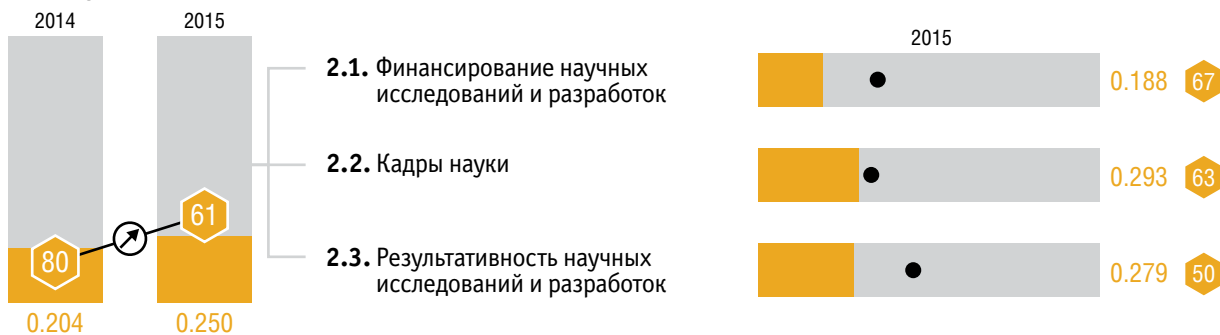 2014
2015
80
61
0.204
0.250
2.1. Финансирование научных
исследований и разработок
2.2. Кадры науки
2.3. Результативность научных
исследований и разработок
2015
0.188 67
0.293 63
0.279 50